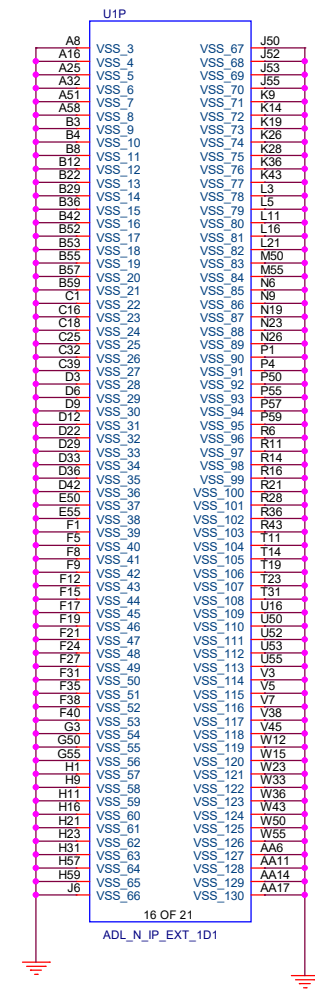 U1P
A8 VSS_3 VSS_67 J50
A16 VSS_4 VSS_68 J52
A25 VSS_5 VSS_69 J53
A32 VSS_6 VSS_70 J55
A51 VSS_7 VSS_71 K9
A58 VSS_8 VSS_72 K14
B3 VSS_9 VSS_73 K19
B4 VSS_10 VSS_74 K26
B8 VSS_11 VSS_75 K28
B12 VSS_12 VSS_76 K36
B22 VSS_13 VSS_77 K43
B29 VSS_14 VSS_78 L3
B36 VSS_15 VSS_79 L5
B42 VSS_16 VSS_80 L11
B52 VSS_17 VSS_81 L16
B53 VSS_18 VSS_82 L21
B55 VSS_19 VSS_83 M50
B57 VSS_20 VSS_84 M55
B59 VSS_21 VSS_85 N6
C1 VSS_22 VSS_86 N9
C16 VSS_23 VSS_87 N19
C18 VSS_24 VSS_88 N23
C25 VSS_25 VSS_89 N26
C32 VSS_26 VSS_90 P1
C39 VSS_27 VSS_91 P4
D3 VSS_28 VSS_92 P50
D6 VSS_29 VSS_93 P55
D9 VSS_30 VSS_94 P57
D12 VSS_31 VSS_95 P59
D22 VSS_32 VSS_96 R6
D29 VSS_33 VSS_97 R11
D33 VSS_34 VSS_98 R14
D36 VSS_35 VSS_99 R16
D42 VSS_36 VSS_100 R21
E50 VSS_37 VSS_101 R28
E55 VSS_38 VSS_102 R36
F1 VSS_39 VSS_103 R43
F5 VSS_40 VSS_104 T11
F8 VSS_41 VSS_105 T14
F9 VSS_42 VSS_106 T19
F12 VSS_43 VSS_107 T23
F15 VSS_44 VSS_108 T31
F17 VSS_45 VSS_109 U16
F19 VSS_46 VSS_110 U50
F21 VSS_47 VSS_111 U52
F24 VSS_48 VSS_112 U53
F27 VSS_49 VSS_113 U55
F31 VSS_50 VSS_114 V3
F35 VSS_51 VSS_115 V5
F38 VSS_52 VSS_116 V7
F40 VSS_53 VSS_117 V38
G3 VSS_54 VSS_118 V45
G50 VSS_55 VSS_119 W12
G55 VSS_56 VSS_120 W15
H1 VSS_57 VSS_121 W23
H9 VSS_58 VSS_122 W33
H11 VSS_59 VSS_123 W36
H16 VSS_60 VSS_124 W43
H21 VSS_61 VSS_125 W50
H23 VSS_62 VSS_126 W55
H31 VSS_63 VSS_127 AA6
H57 VSS_64 VSS_128 AA11
H59 VSS_65 VSS_129 AA14
J6 VSS_66 VSS_130 AA17
16 OF 21
ADL_N_IP_EXT_1D1